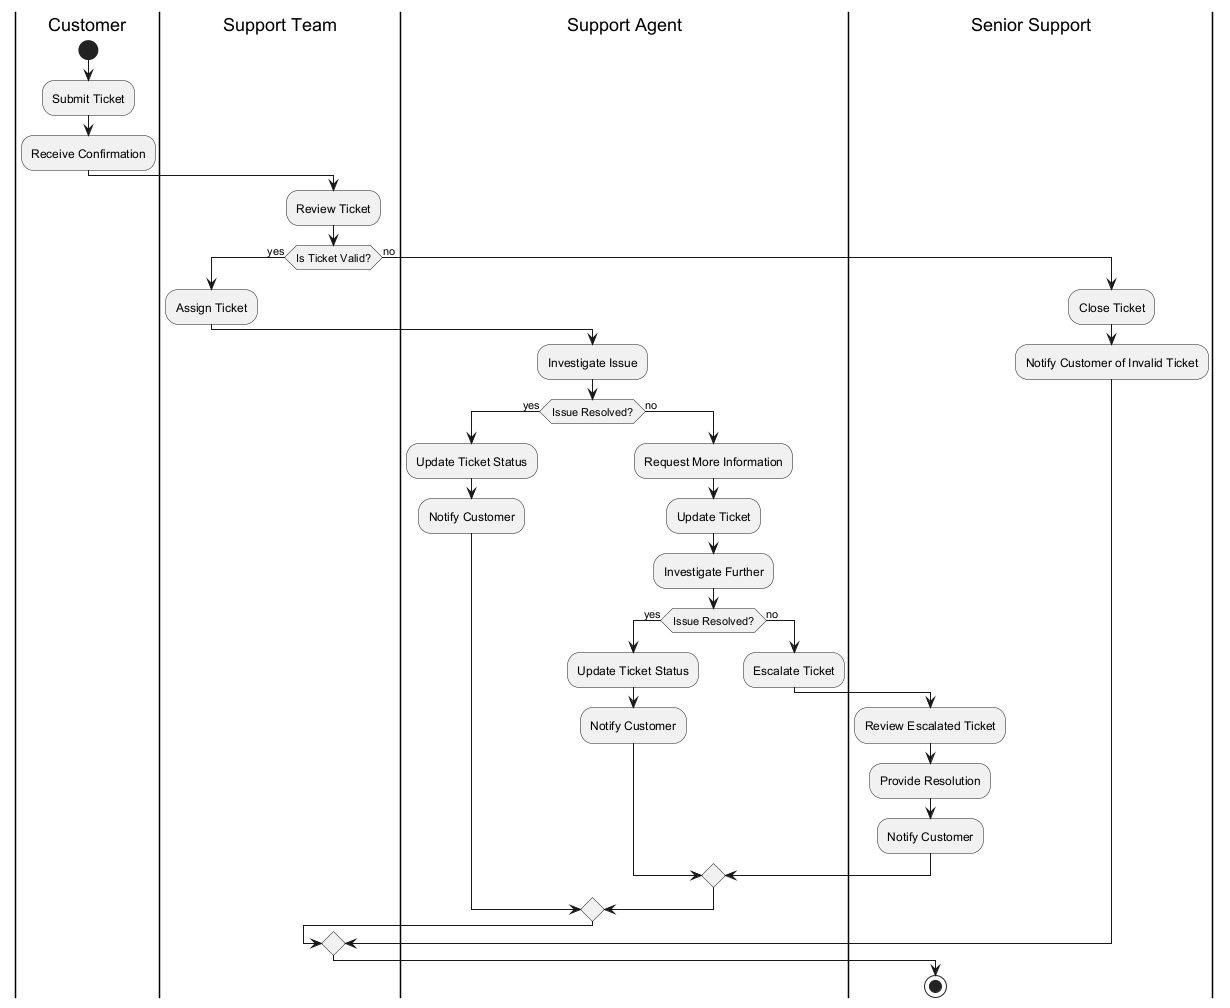 Customer
Support Team
Support Agent
Senior Support
Submit Ticket
Receive Confirmation
Review Ticket
yes
Is Ticket Valid?
no
Assign Ticket
Close Ticket
Investigate Issue
Notify Customer of Invalid Ticket
yes
Issue Resolved?
no
Update Ticket Status
Request More Information
Notify Customer
Update Ticket
Investigate Further
yes
Issue Resolved?
no
Update Ticket Status
Escalate Ticket
Notify Customer
Review Escalated Ticket
Provide Resolution
Notify Customer